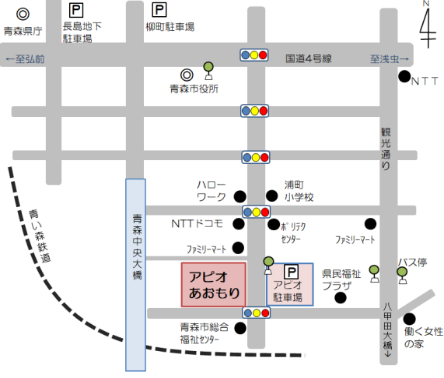 青森県庁
P
長島地下
駐車場
P
柳町駐車場
N
←至弘前
国道4号線
至浅虫→
青森市役所
NTT
観光通り
ハロー
ワーク
浦町
小学校
青い森鉄道
青森中央大橋
NTTドコモ
ポリテク
センター
ファミリーマート
ファミリーマート
アピオ
あおもり
P
アピオ
駐車場
県民福祉
プラザ
バス停
青森市総合
福祉センター
八甲田大橋→
働く女性
の家